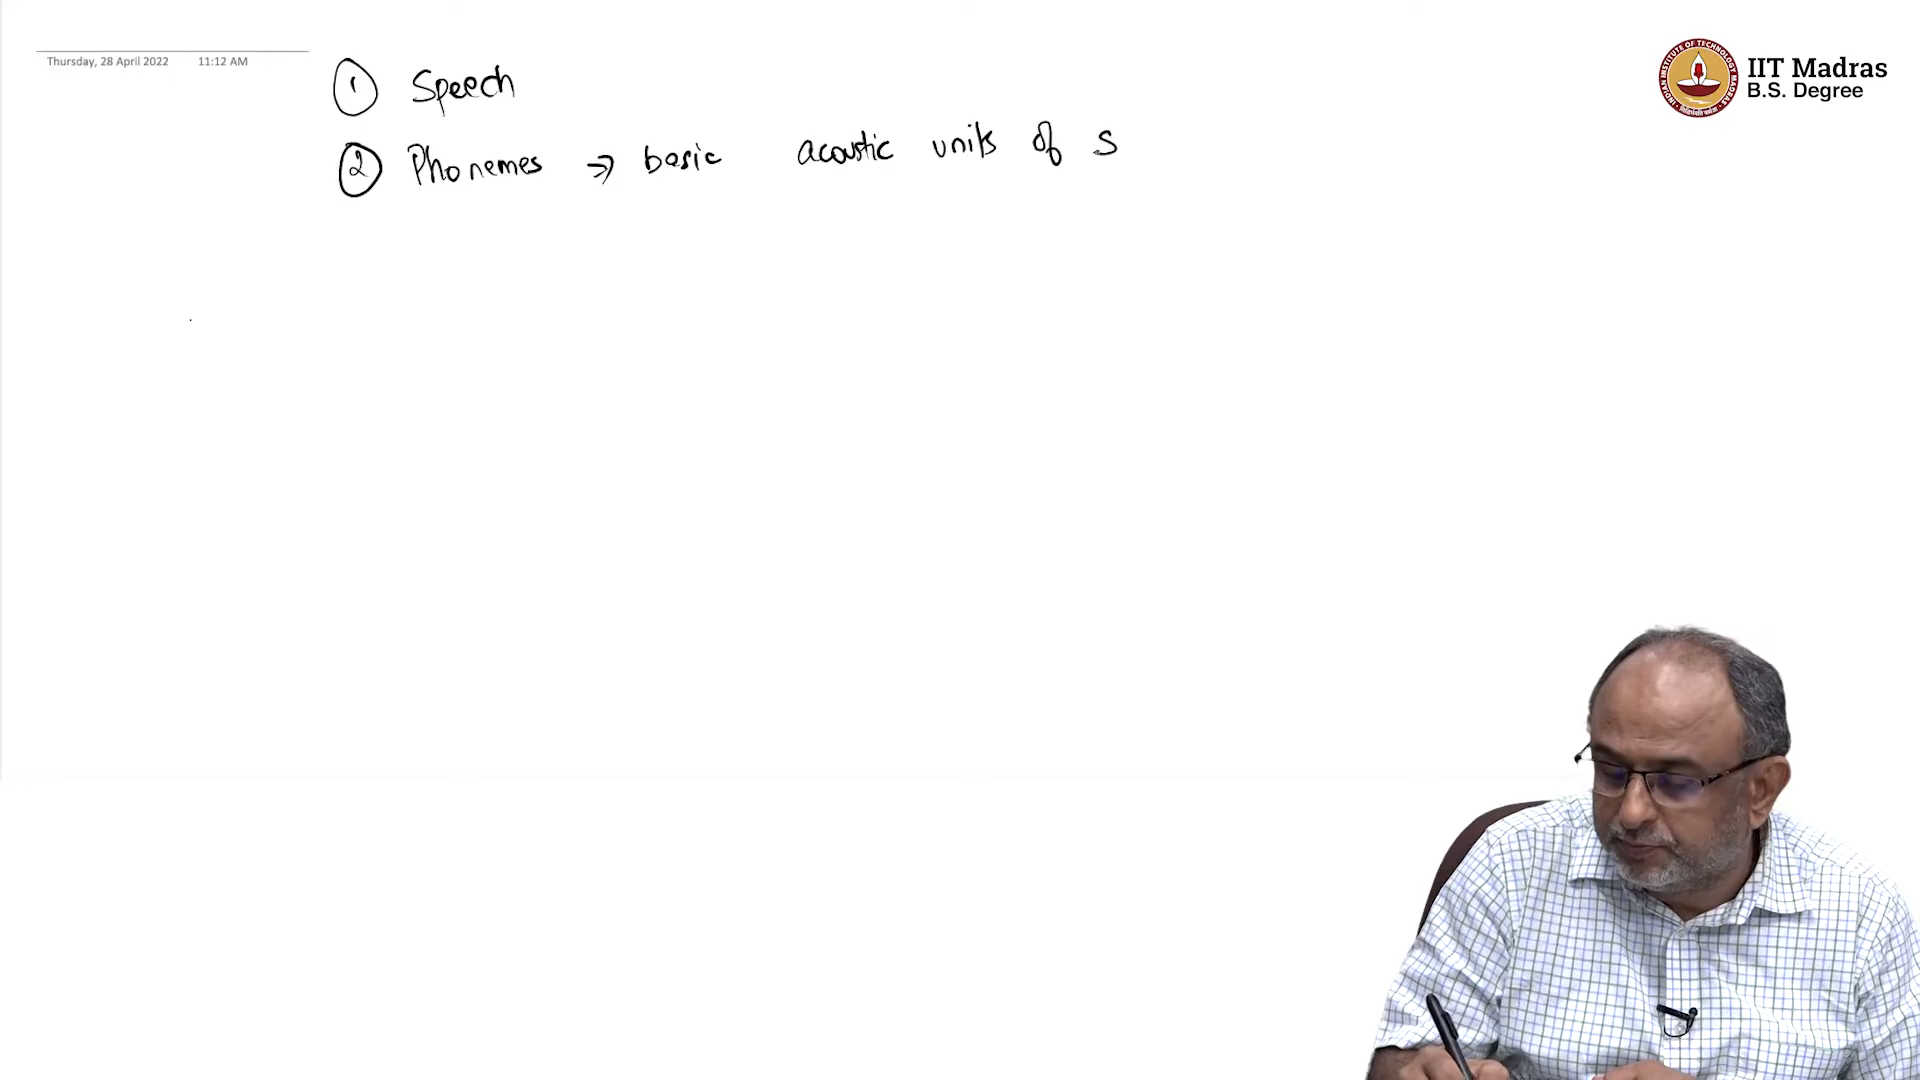 Thursday, 28 April 2022 11:12 AM
IIT Madras
B.S. Degree
① Speech
② Phonemes → basic acoustic units of s